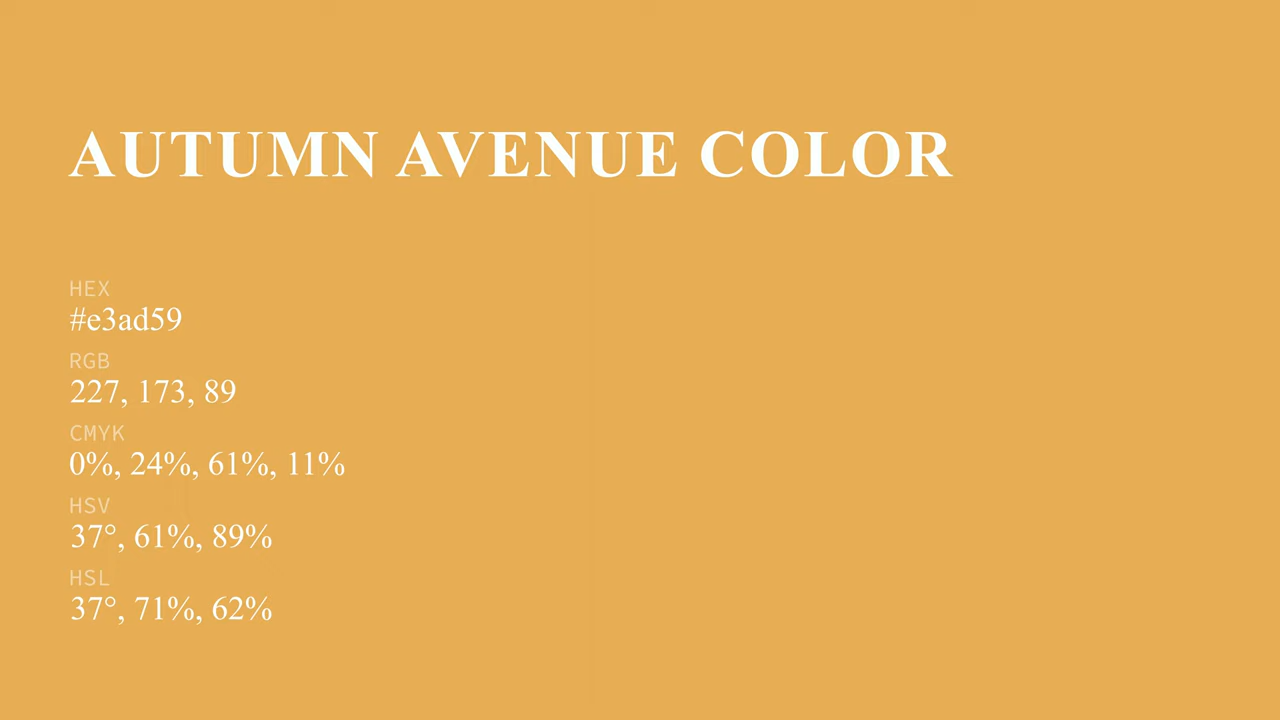 AUTUMN AVENUE COLOR
HEX
#e3ad59
RGB
227, 173, 89
CMYK
0%, 24%, 61%, 11%
HSV
37°, 61%, 89%
HSL
37°, 71%, 62%